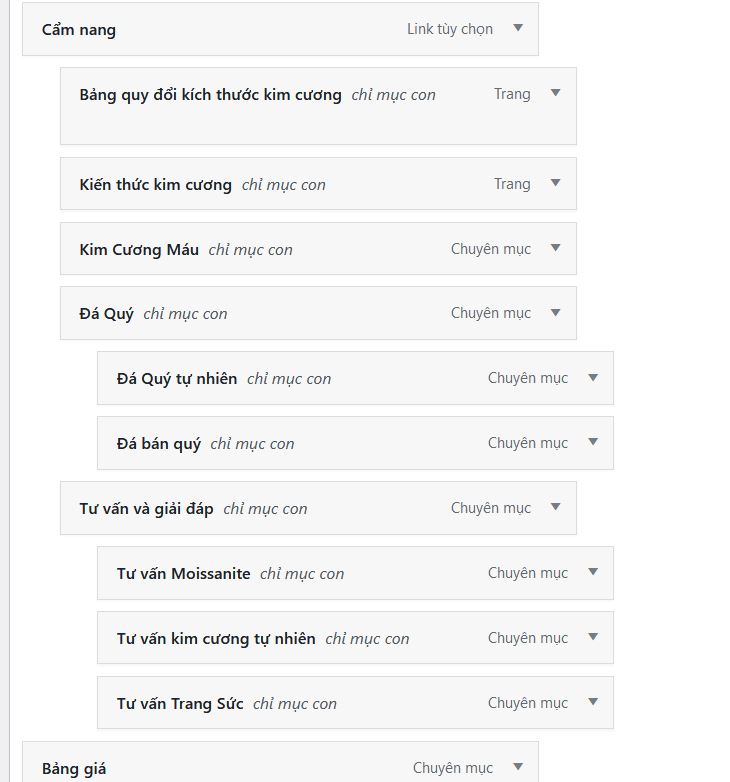 Cẩm nang Link tùy chọn
Bảng quy đổi kích thước kim cương chỉ mục con Trang
Kiến thức kim cương chỉ mục con Trang
Kim Cương Máu chỉ mục con Chuyên mục
Đá Quý chỉ mục con Chuyên mục
Đá Quý tự nhiên chỉ mục con Chuyên mục
Đá bán quý chỉ mục con Chuyên mục
Tư vấn và giải đáp chỉ mục con Chuyên mục
Tư vấn Moissanite chỉ mục con Chuyên mục
Tư vấn kim cương tự nhiên chỉ mục con Chuyên mục
Tư vấn Trang Sức chỉ mục con Chuyên mục
Bảng giá Chuyên mục